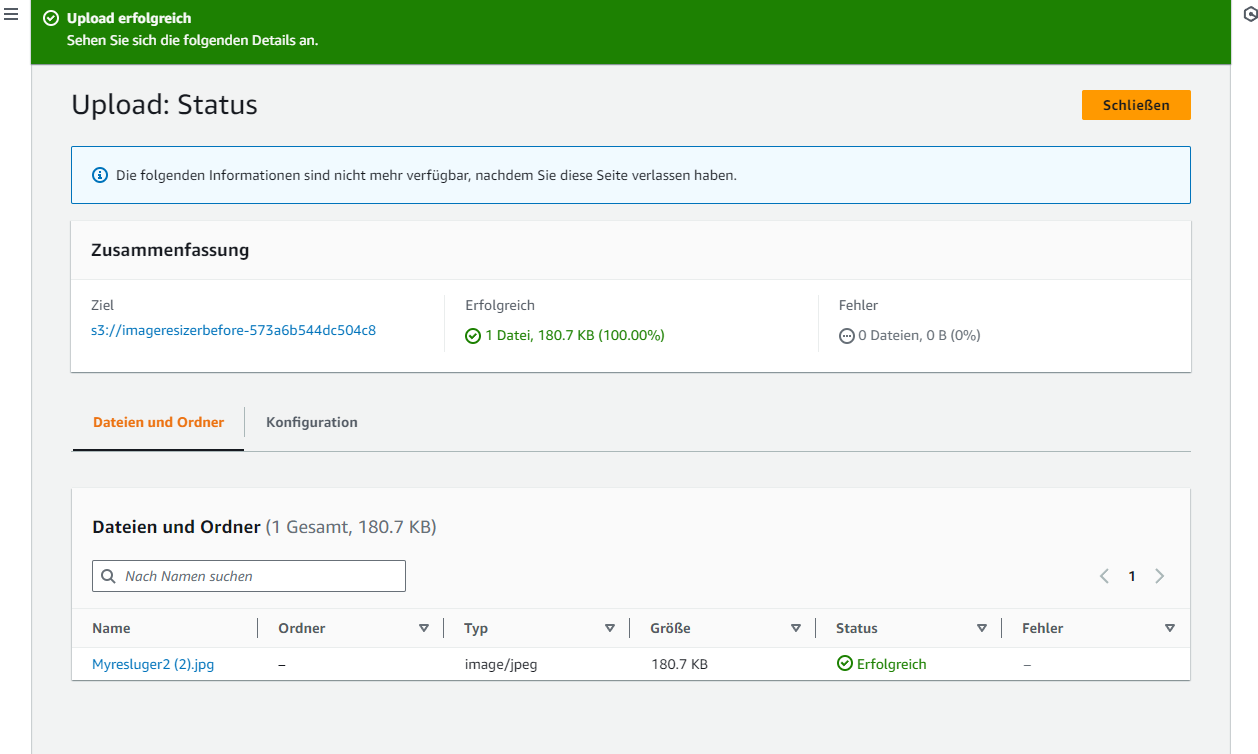 Upload erfolgreich
Sehen Sie sich die folgenden Details an.
Upload: Status
Schließen
Die folgenden Informationen sind nicht mehr verfügbar, nachdem Sie diese Seite verlassen haben.
Zusammenfassung
Ziel Erfolgreich Fehler
s3://imageresizerbefore-573a6b544dc504c8 1 Datei, 180.7 KB (100.00%) 0 Dateien, 0 B (0%)
Dateien und Ordner Konfiguration
Dateien und Ordner (1 Gesamt, 180.7 KB)
Nach Namen suchen 1
Name Ordner Typ Größe Status Fehler
Myresluger2 (2).jpg – image/jpeg 180.7 KB Erfolgreich –